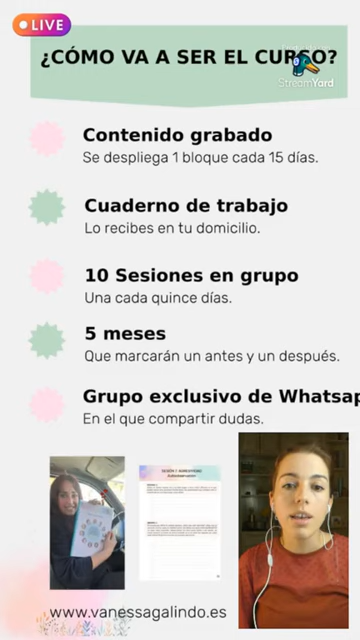 LIVE
¿CÓMO VA A SER EL CURSO?
StreamYard
Contenido grabado
Se despliega 1 bloque cada 15 días.
Cuaderno de trabajo
Lo recibes en tu domicilio.
10 Sesiones en grupo
Una cada quince días.
5 meses
Que marcarán un antes y un después.
Grupo exclusivo de Whatsap
En el que compartir dudas.
www.vanessagalindo.es